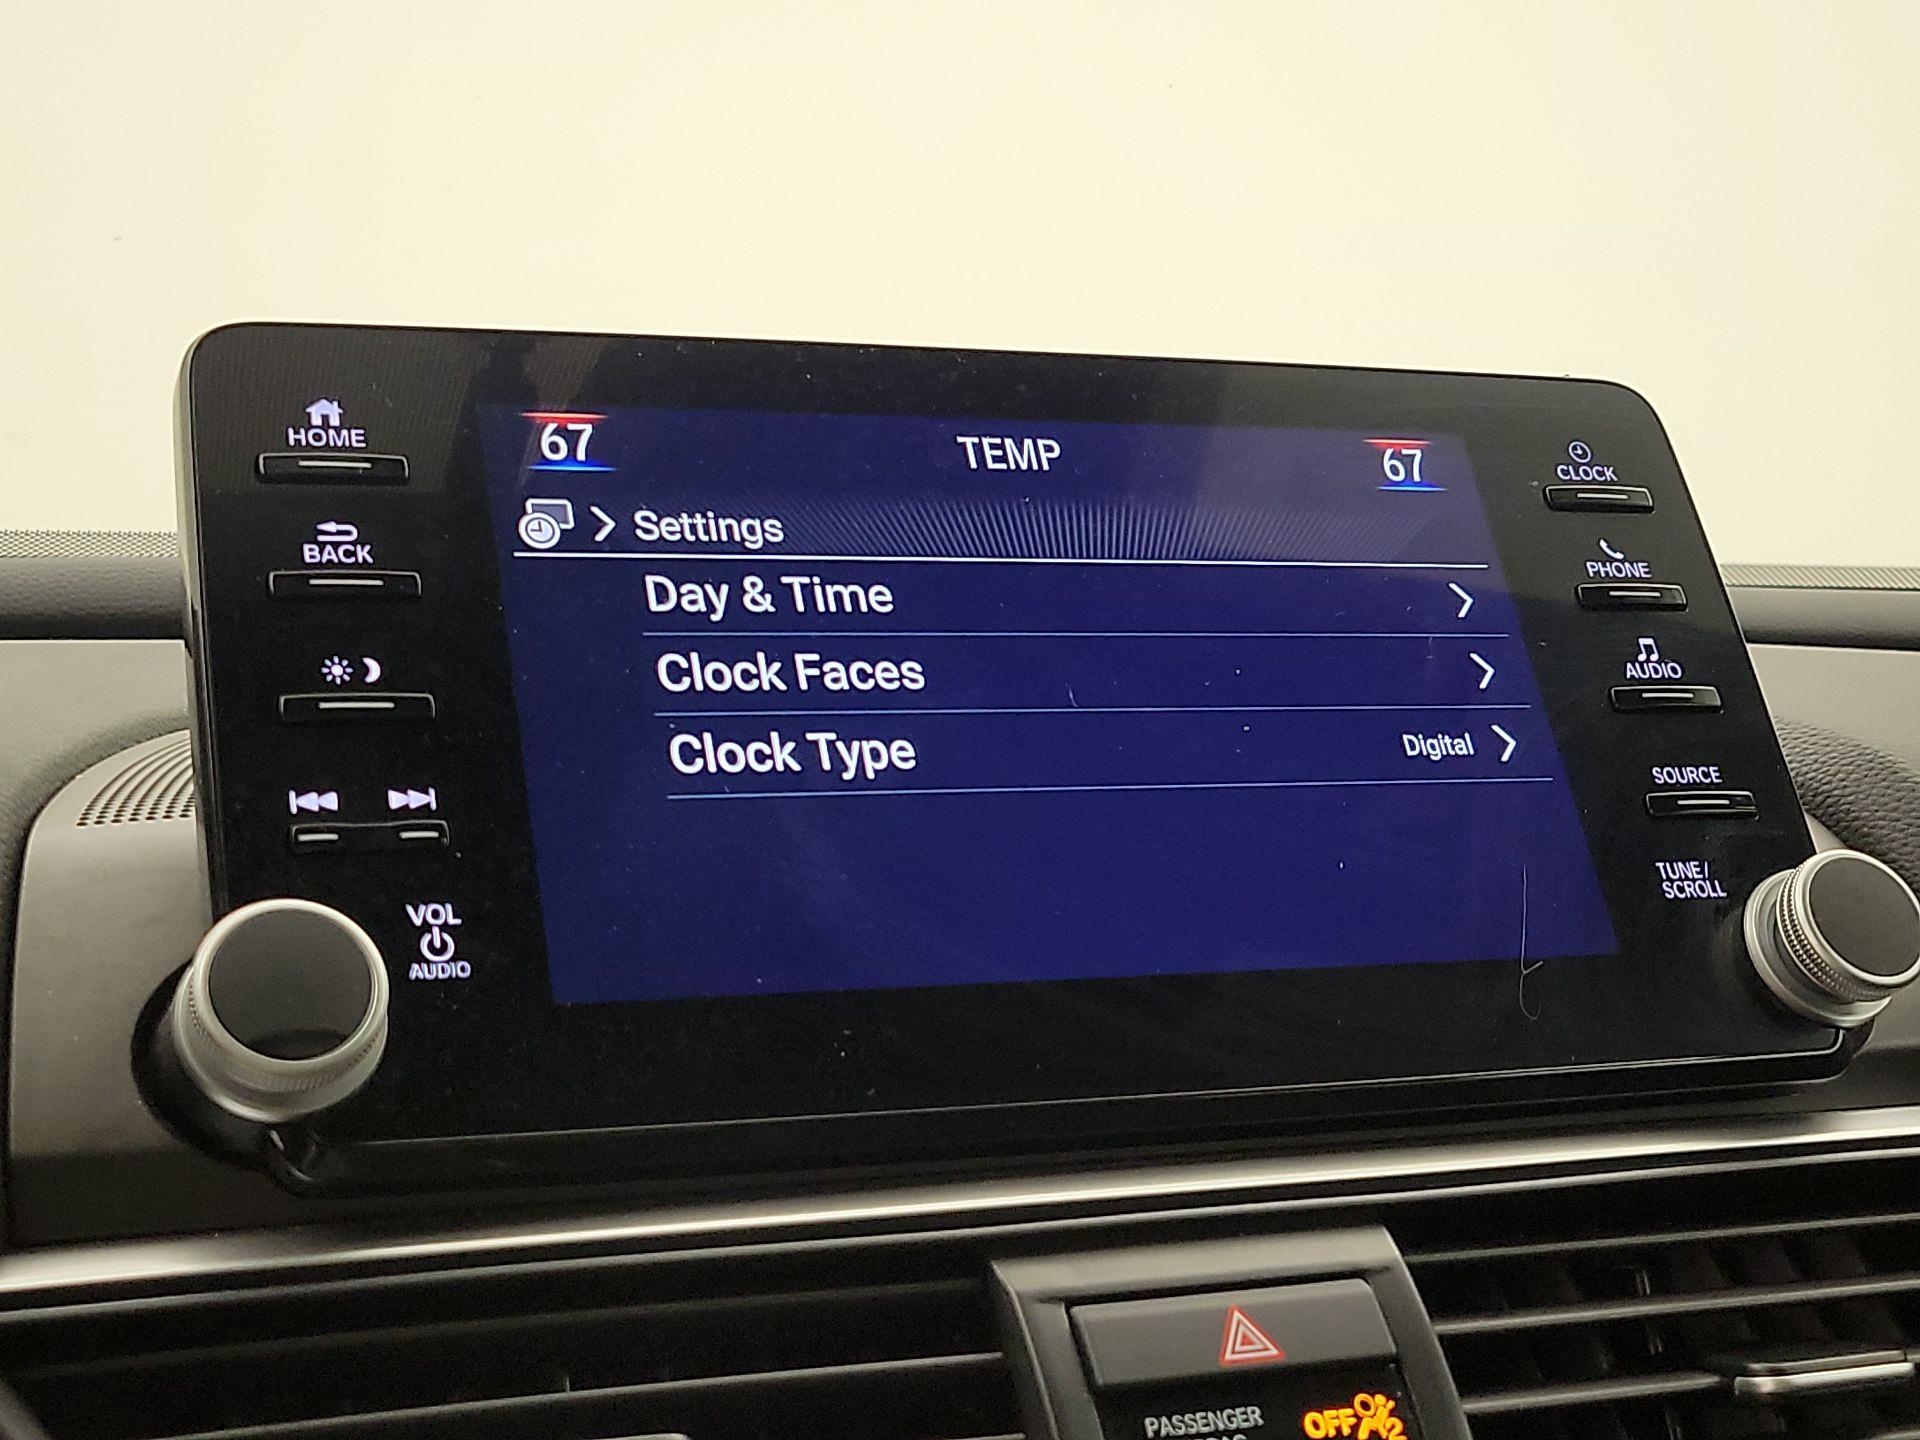 HOME
67 TEMP 67
CLOCK
Settings
BACK
PHONE
Day & Time
Clock Faces
AUDIO
Clock Type Digital
SOURCE
TUNE/
SCROLL
VOL
AUDIO
PASSENGER
OFF 2